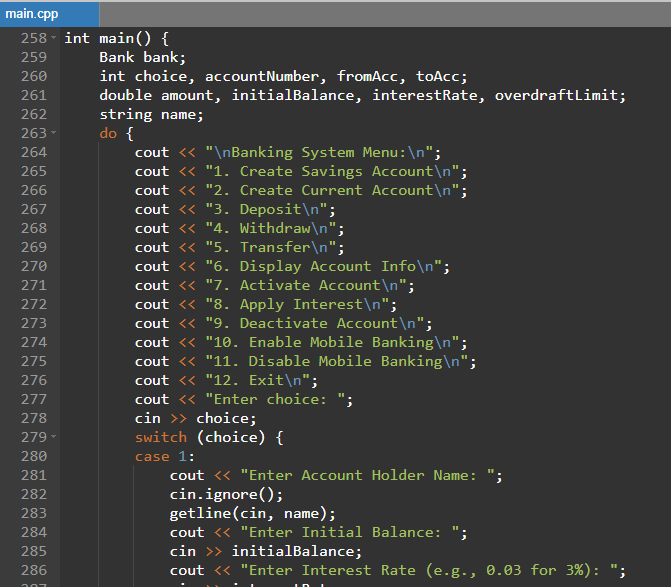 main.cpp
258 int main() {
259 Bank bank;
260 int choice, accountNumber, fromAcc, toAcc;
261 double amount, initialBalance, interestRate, overdraftLimit;
262 string name;
263 do {
264 cout << "\nBanking System Menu:\n";
265 cout << "1. Create Savings Account\n";
266 cout << "2. Create Current Account\n";
267 cout << "3. Deposit\n";
268 cout << "4. Withdraw\n";
269 cout << "5. Transfer\n";
270 cout << "6. Display Account Info\n";
271 cout << "7. Activate Account\n";
272 cout << "8. Apply Interest\n";
273 cout << "9. Deactivate Account\n";
274 cout << "10. Enable Mobile Banking\n";
275 cout << "11. Disable Mobile Banking\n";
276 cout << "12. Exit\n";
277 cout << "Enter choice: ";
278 cin >> choice;
279 switch (choice) {
280 case 1:
281 cout << "Enter Account Holder Name: ";
282 cin.ignore();
283 getline(cin, name);
284 cout << "Enter Initial Balance: ";
285 cin >> initialBalance;
286 cout << "Enter Interest Rate (e.g., 0.03 for 3%): ";